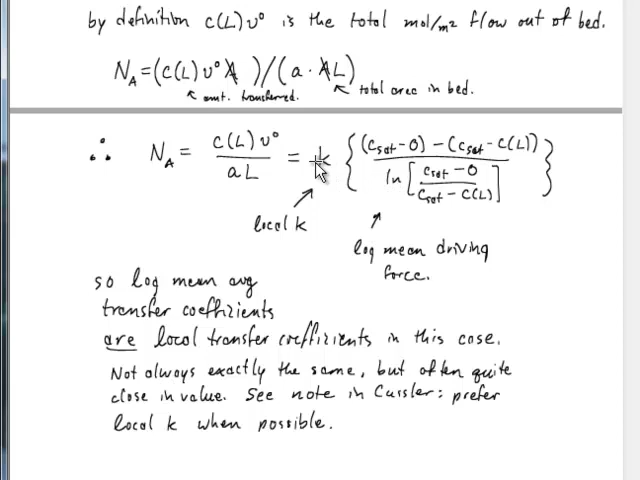 by definition c(L)v° is the total mol/m² flow out of bed.
N_A = (c(L) v° A )/(a · A L)
amt. transferred. total area in bed.
∴ N_A = c(L) v° / aL = k { (c_sat - 0) - (c_sat - c(L)) / ln [ c_sat - 0 / c_sat - c(L) ] }
local k
log mean driving
force.
so log mean avg
transfer coefficients
are local transfer coefficients in this case.
Not always exactly the same, but often quite
close in value. See note in Cussler: prefer
local k when possible.